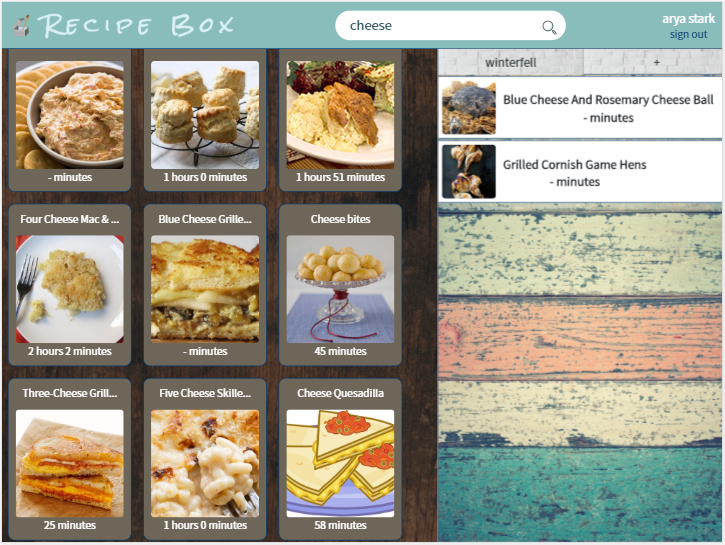 Recipe Box
cheese
arya stark
sign out
winterfell
+
Blue Cheese And Rosemary Cheese Ball
- minutes
Grilled Cornish Game Hens
- minutes
- minutes
1 hours 0 minutes
1 hours 51 minutes
Four Cheese Mac & ...
Blue Cheese Grille...
Cheese bites
2 hours 2 minutes
- minutes
45 minutes
Three-Cheese Grill...
Five Cheese Skille...
Cheese Quesadilla
25 minutes
1 hours 0 minutes
58 minutes